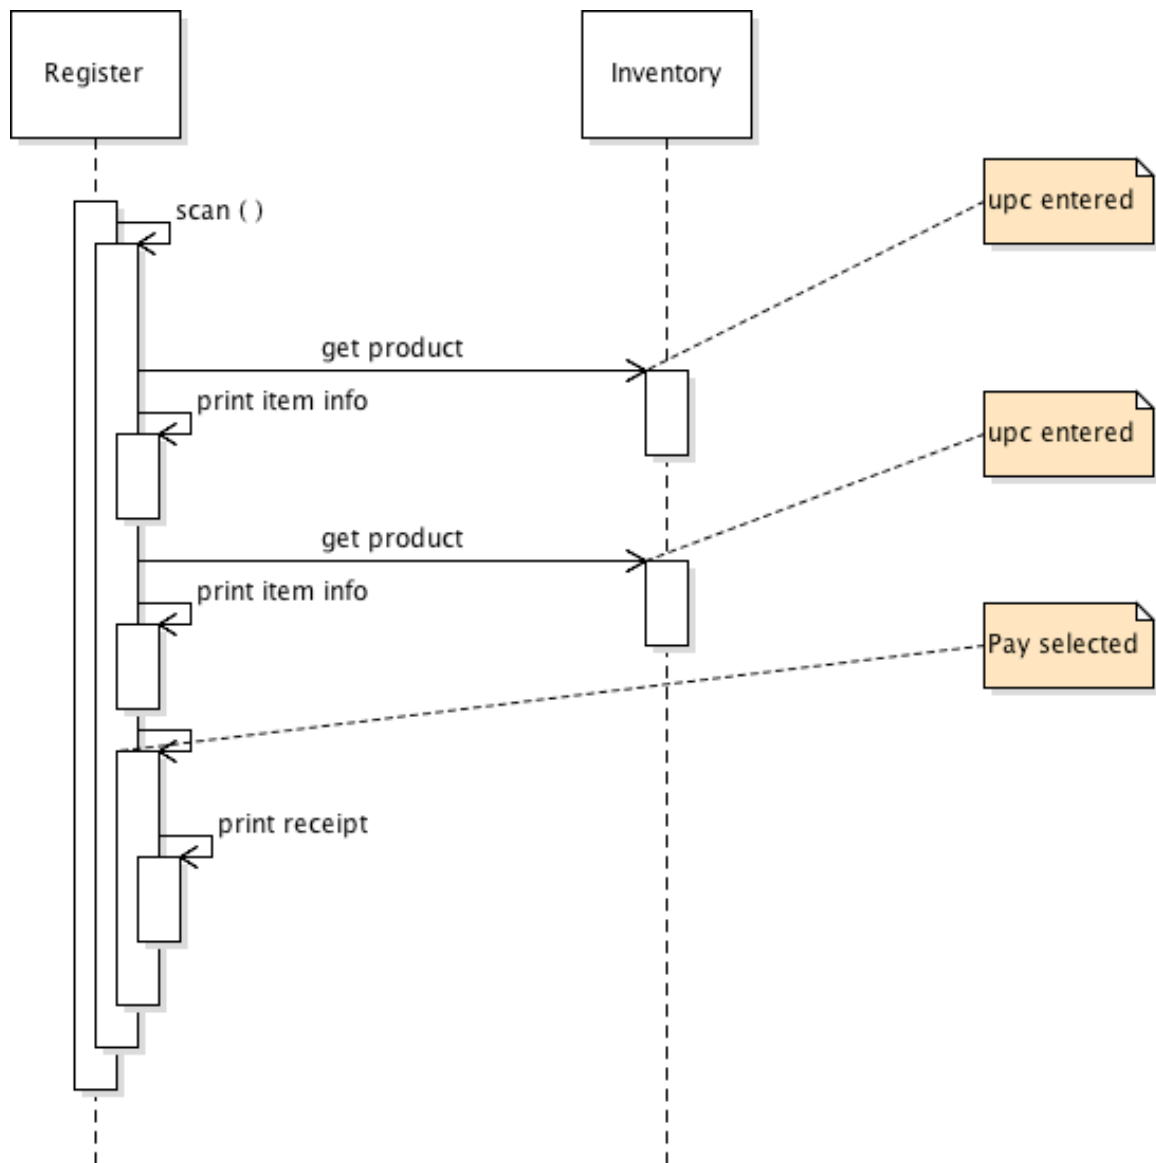 Register
Inventory
upc entered
scan ( )
get product
print item info
upc entered
get product
print item info
Pay selected
print receipt